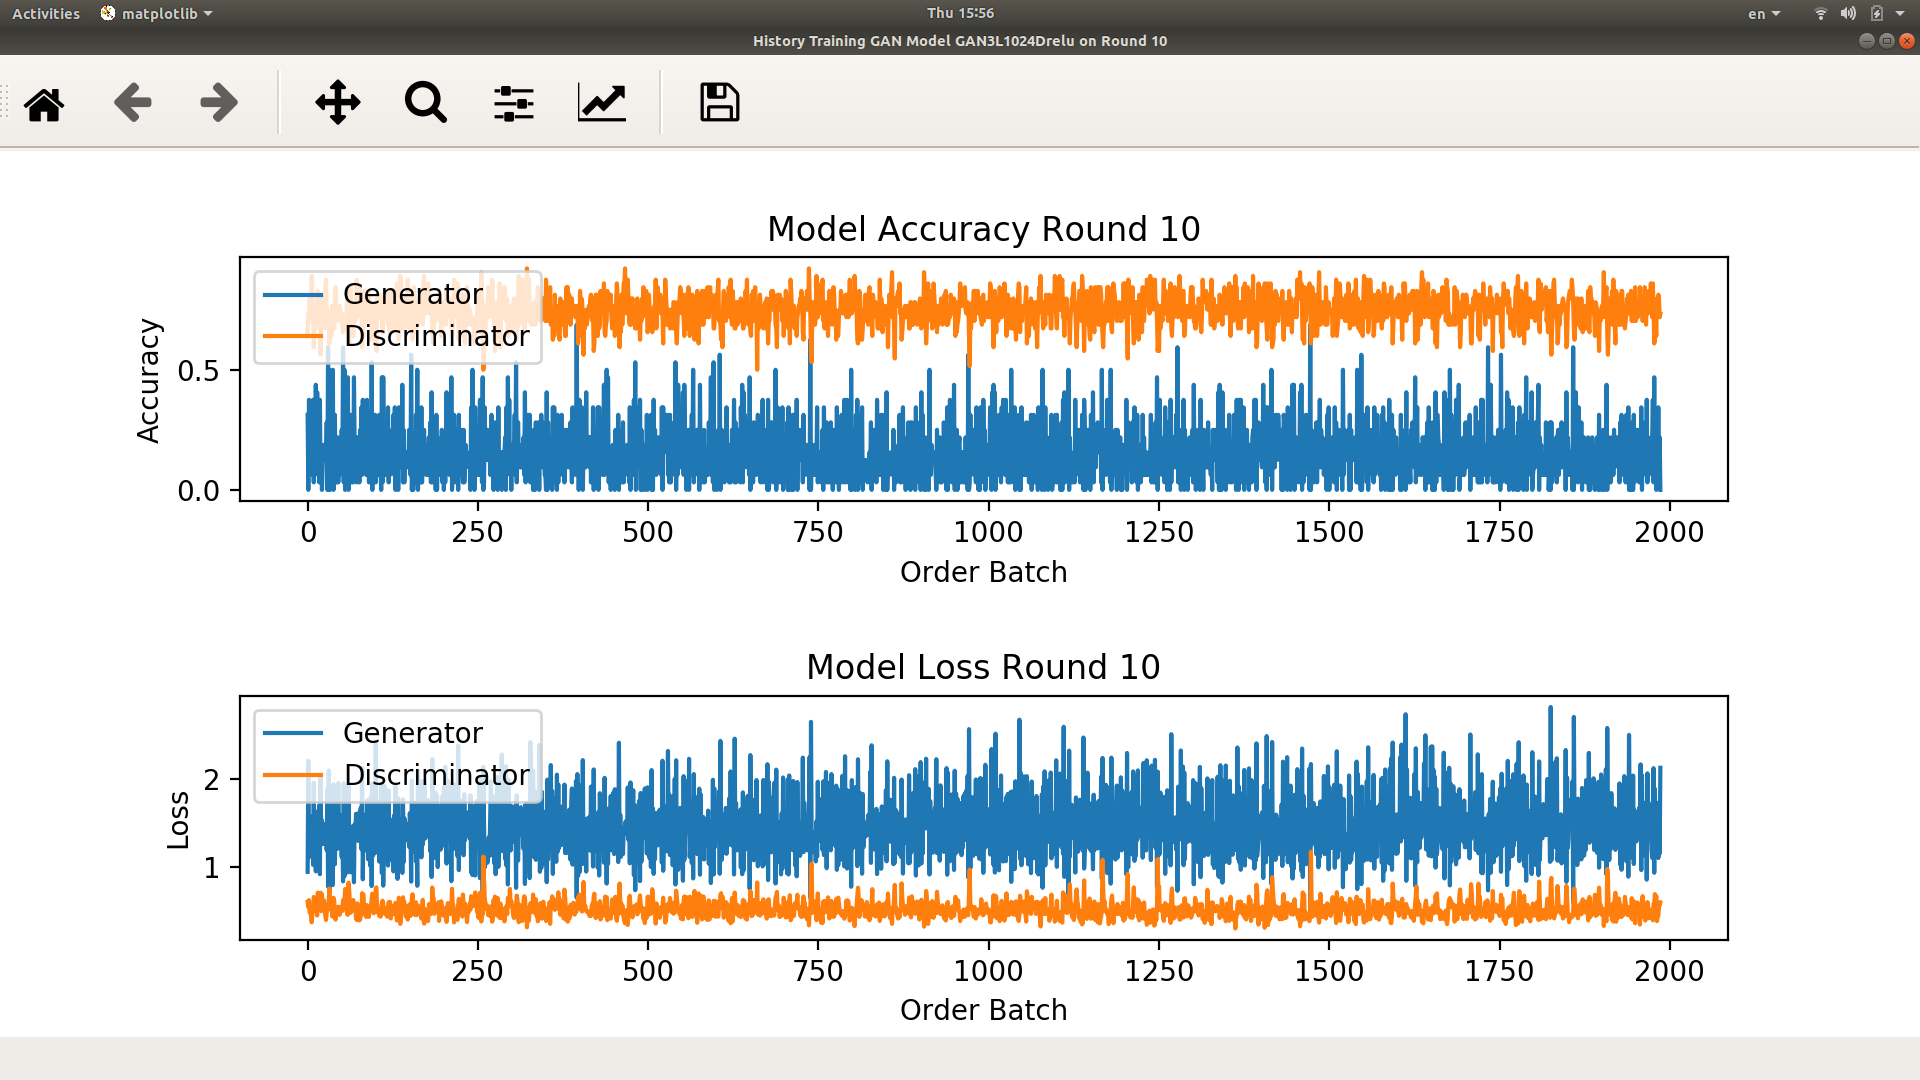 Activities matplotlib Thu 15:56 en
History Training GAN Model GAN3L1024Drelu on Round 10
Model Accuracy Round 10
Generator
Discriminator
Accuracy
0.5
0.0
0 250 500 750 1000 1250 1500 1750 2000
Order Batch
Model Loss Round 10
Generator
Discriminator
Loss
2
1
0 250 500 750 1000 1250 1500 1750 2000
Order Batch